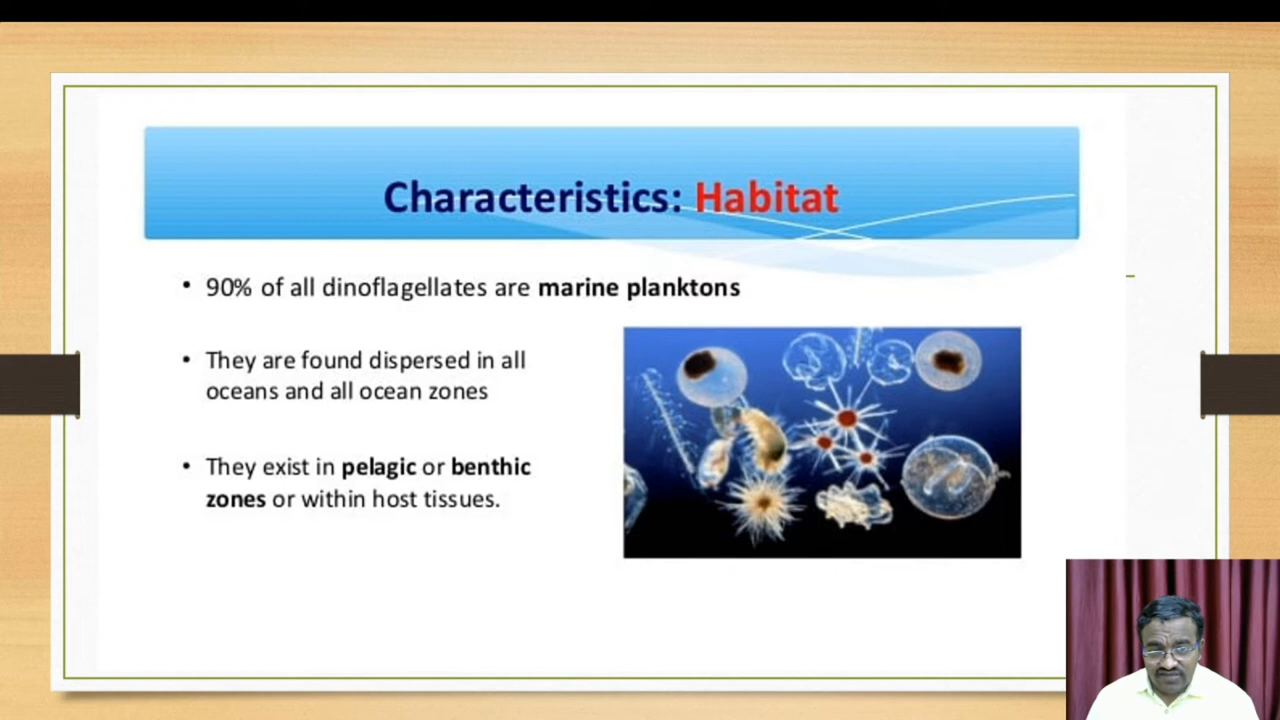 Characteristics: Habitat
• 90% of all dinoflagellates are marine planktons
• They are found dispersed in all
oceans and all ocean zones
• They exist in pelagic or benthic
zones or within host tissues.